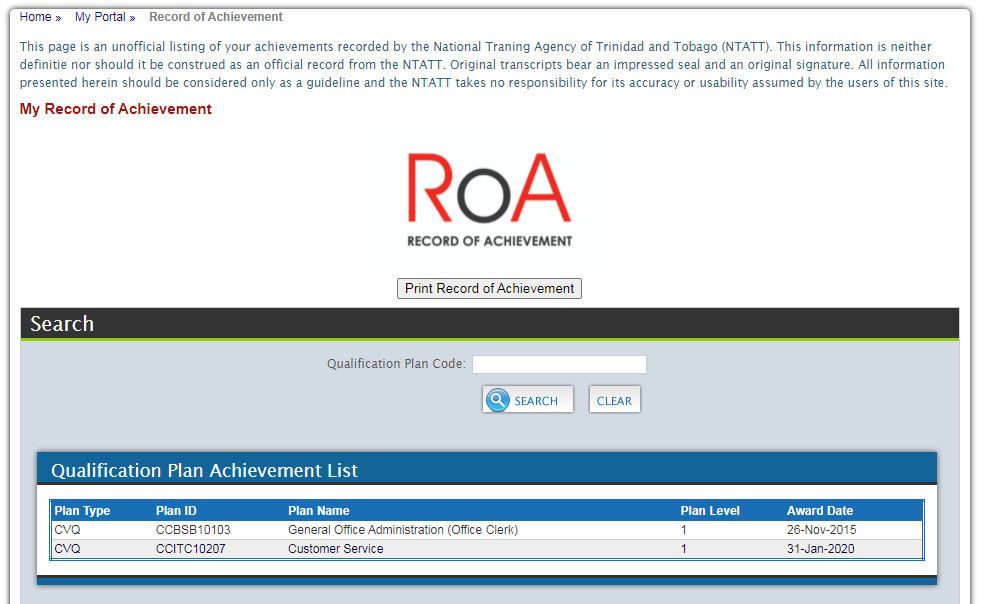 Home » My Portal » Record of Achievement
This page is an unofficial listing of your achievements recorded by the National Traning Agency of Trinidad and Tobago (NTATT). This information is neither
definitie nor should it be construed as an official record from the NTATT. Original transcripts bear an impressed seal and an original signature. All information
presented herein should be considered only as a guideline and the NTATT takes no responsibility for its accuracy or usability assumed by the users of this site.
My Record of Achievement
RoA
RECORD OF ACHIEVEMENT
Print Record of Achievement
Search
Qualification Plan Code:
SEARCH CLEAR
Qualification Plan Achievement List
Plan Type Plan ID Plan Name Plan Level Award Date
CVQ CCBSB10103 General Office Administration (Office Clerk) 1 26-Nov-2015
CVQ CCITC10207 Customer Service 1 31-Jan-2020